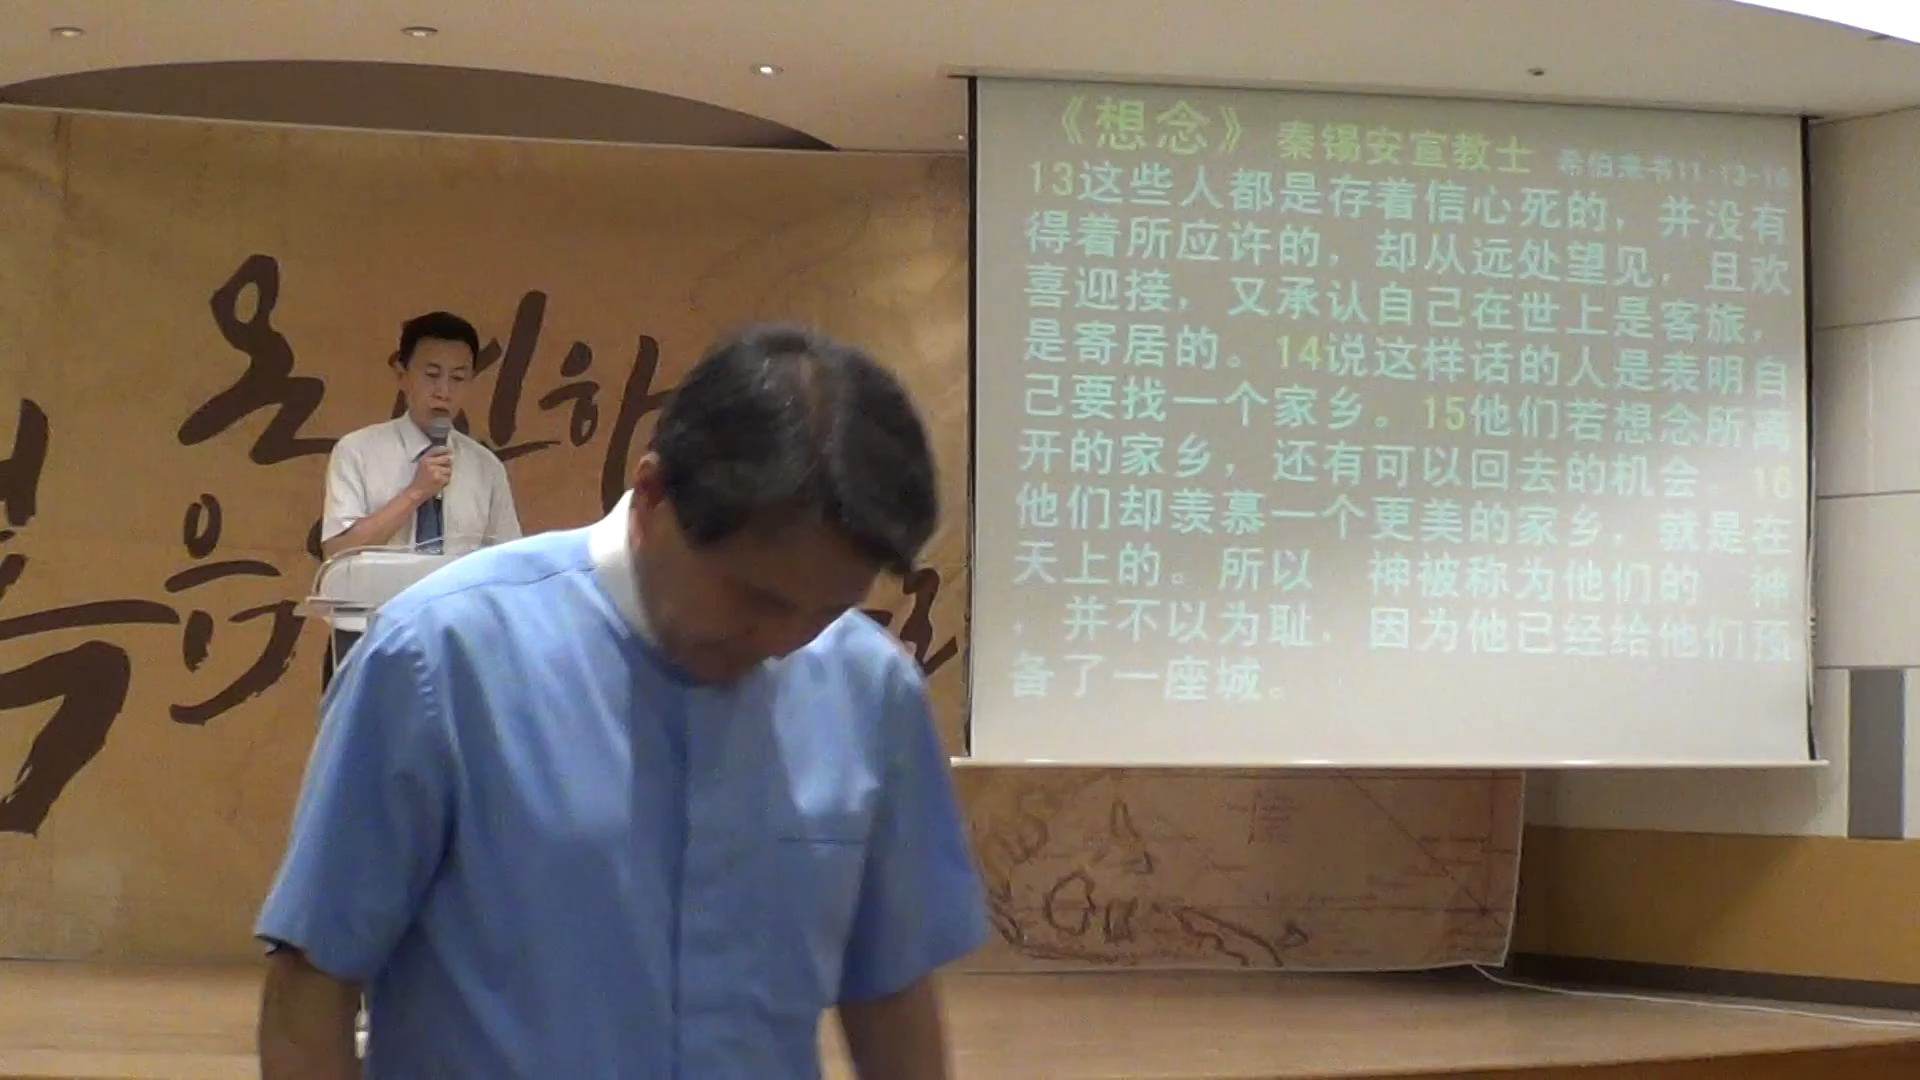 《想念》 秦锡安宣教士 希伯来书11:13-16
13这些人都是存着信心死的，并没有
得着所应许的，却从远处望见，且欢
喜迎接，又承认自己在世上是客旅，
是寄居的。14说这样话的人是表明自
己要找一个家乡。15他们若想念所离
开的家乡，还有可以回去的机会。16
他们却羡慕一个更美的家乡，就是在
天上的。所以 神被称为他们的 神
，并不以为耻，因为他已经给他们预
备了一座城。
온 하
음